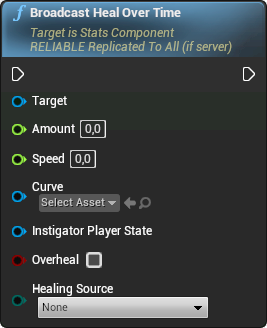 Broadcast Heal Over Time
Target is Stats Component
RELIABLE Replicated To All (if server)
Target
Amount 0,0
Speed 0,0
Curve
Select Asset
Instigator Player State
Overheal
Healing Source
None